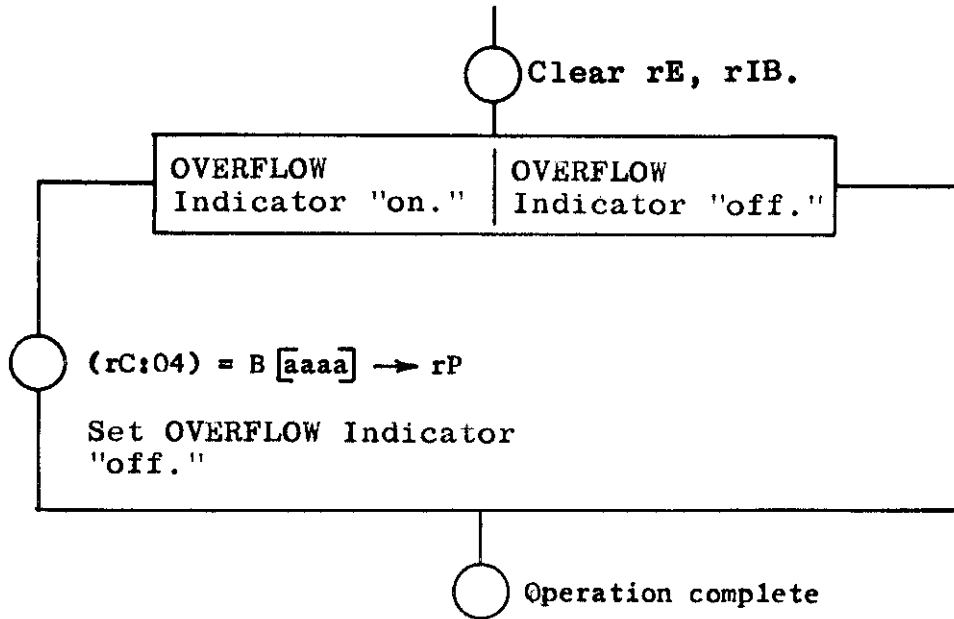 Clear rE, rIB.
OVERFLOW
Indicator "on."
OVERFLOW
Indicator "off."
(rC:04) = B [aaaa] → rP
Set OVERFLOW Indicator
"off."
Operation complete